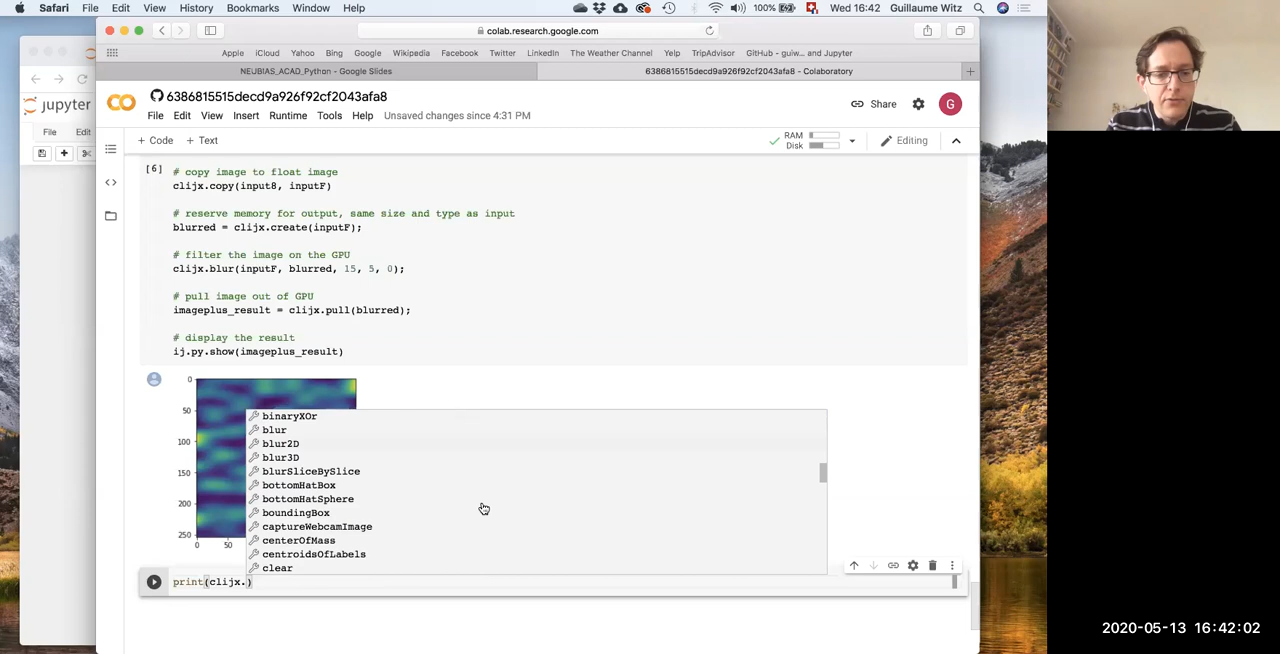 Safari File Edit View History Bookmarks Window Help 100% Wed 16:42 Guillaume Witz
colab.research.google.com
Apple iCloud Yahoo Bing Google Wikipedia Facebook Twitter LinkedIn The Weather Channel Yelp TripAdvisor GitHub - guiw... and Jupyter
NEUBIAS_ACAD_Python - Google Slides
6386815515decd9a926f92cf2043afa8 - Colaboratory
jupyter
File Edit
CO
6386815515decd9a926f92cf2043afa8
Share
G
File Edit View Insert Runtime Tools Help Unsaved changes since 4:31 PM
+ Code + Text
RAM
Disk
Editing
[6]
# copy image to float image
clijx.copy(input8, inputF)
# reserve memory for output, same size and type as input
blurred = clijx.create(inputF);
# filter the image on the GPU
clijx.blur(inputF, blurred, 15, 5, 0);
# pull image out of GPU
imageplus_result = clijx.pull(blurred);
# display the result
ij.py.show(imageplus_result)
0
50
100
150
200
250
0 50
binaryXOr
blur
blur2D
blur3D
blurSliceBySlice
bottomHatBox
bottomHatSphere
boundingBox
captureWebcamImage
centerOfMass
centroidsOfLabels
clear
print(clijx.)
2020-05-13 16:42:02